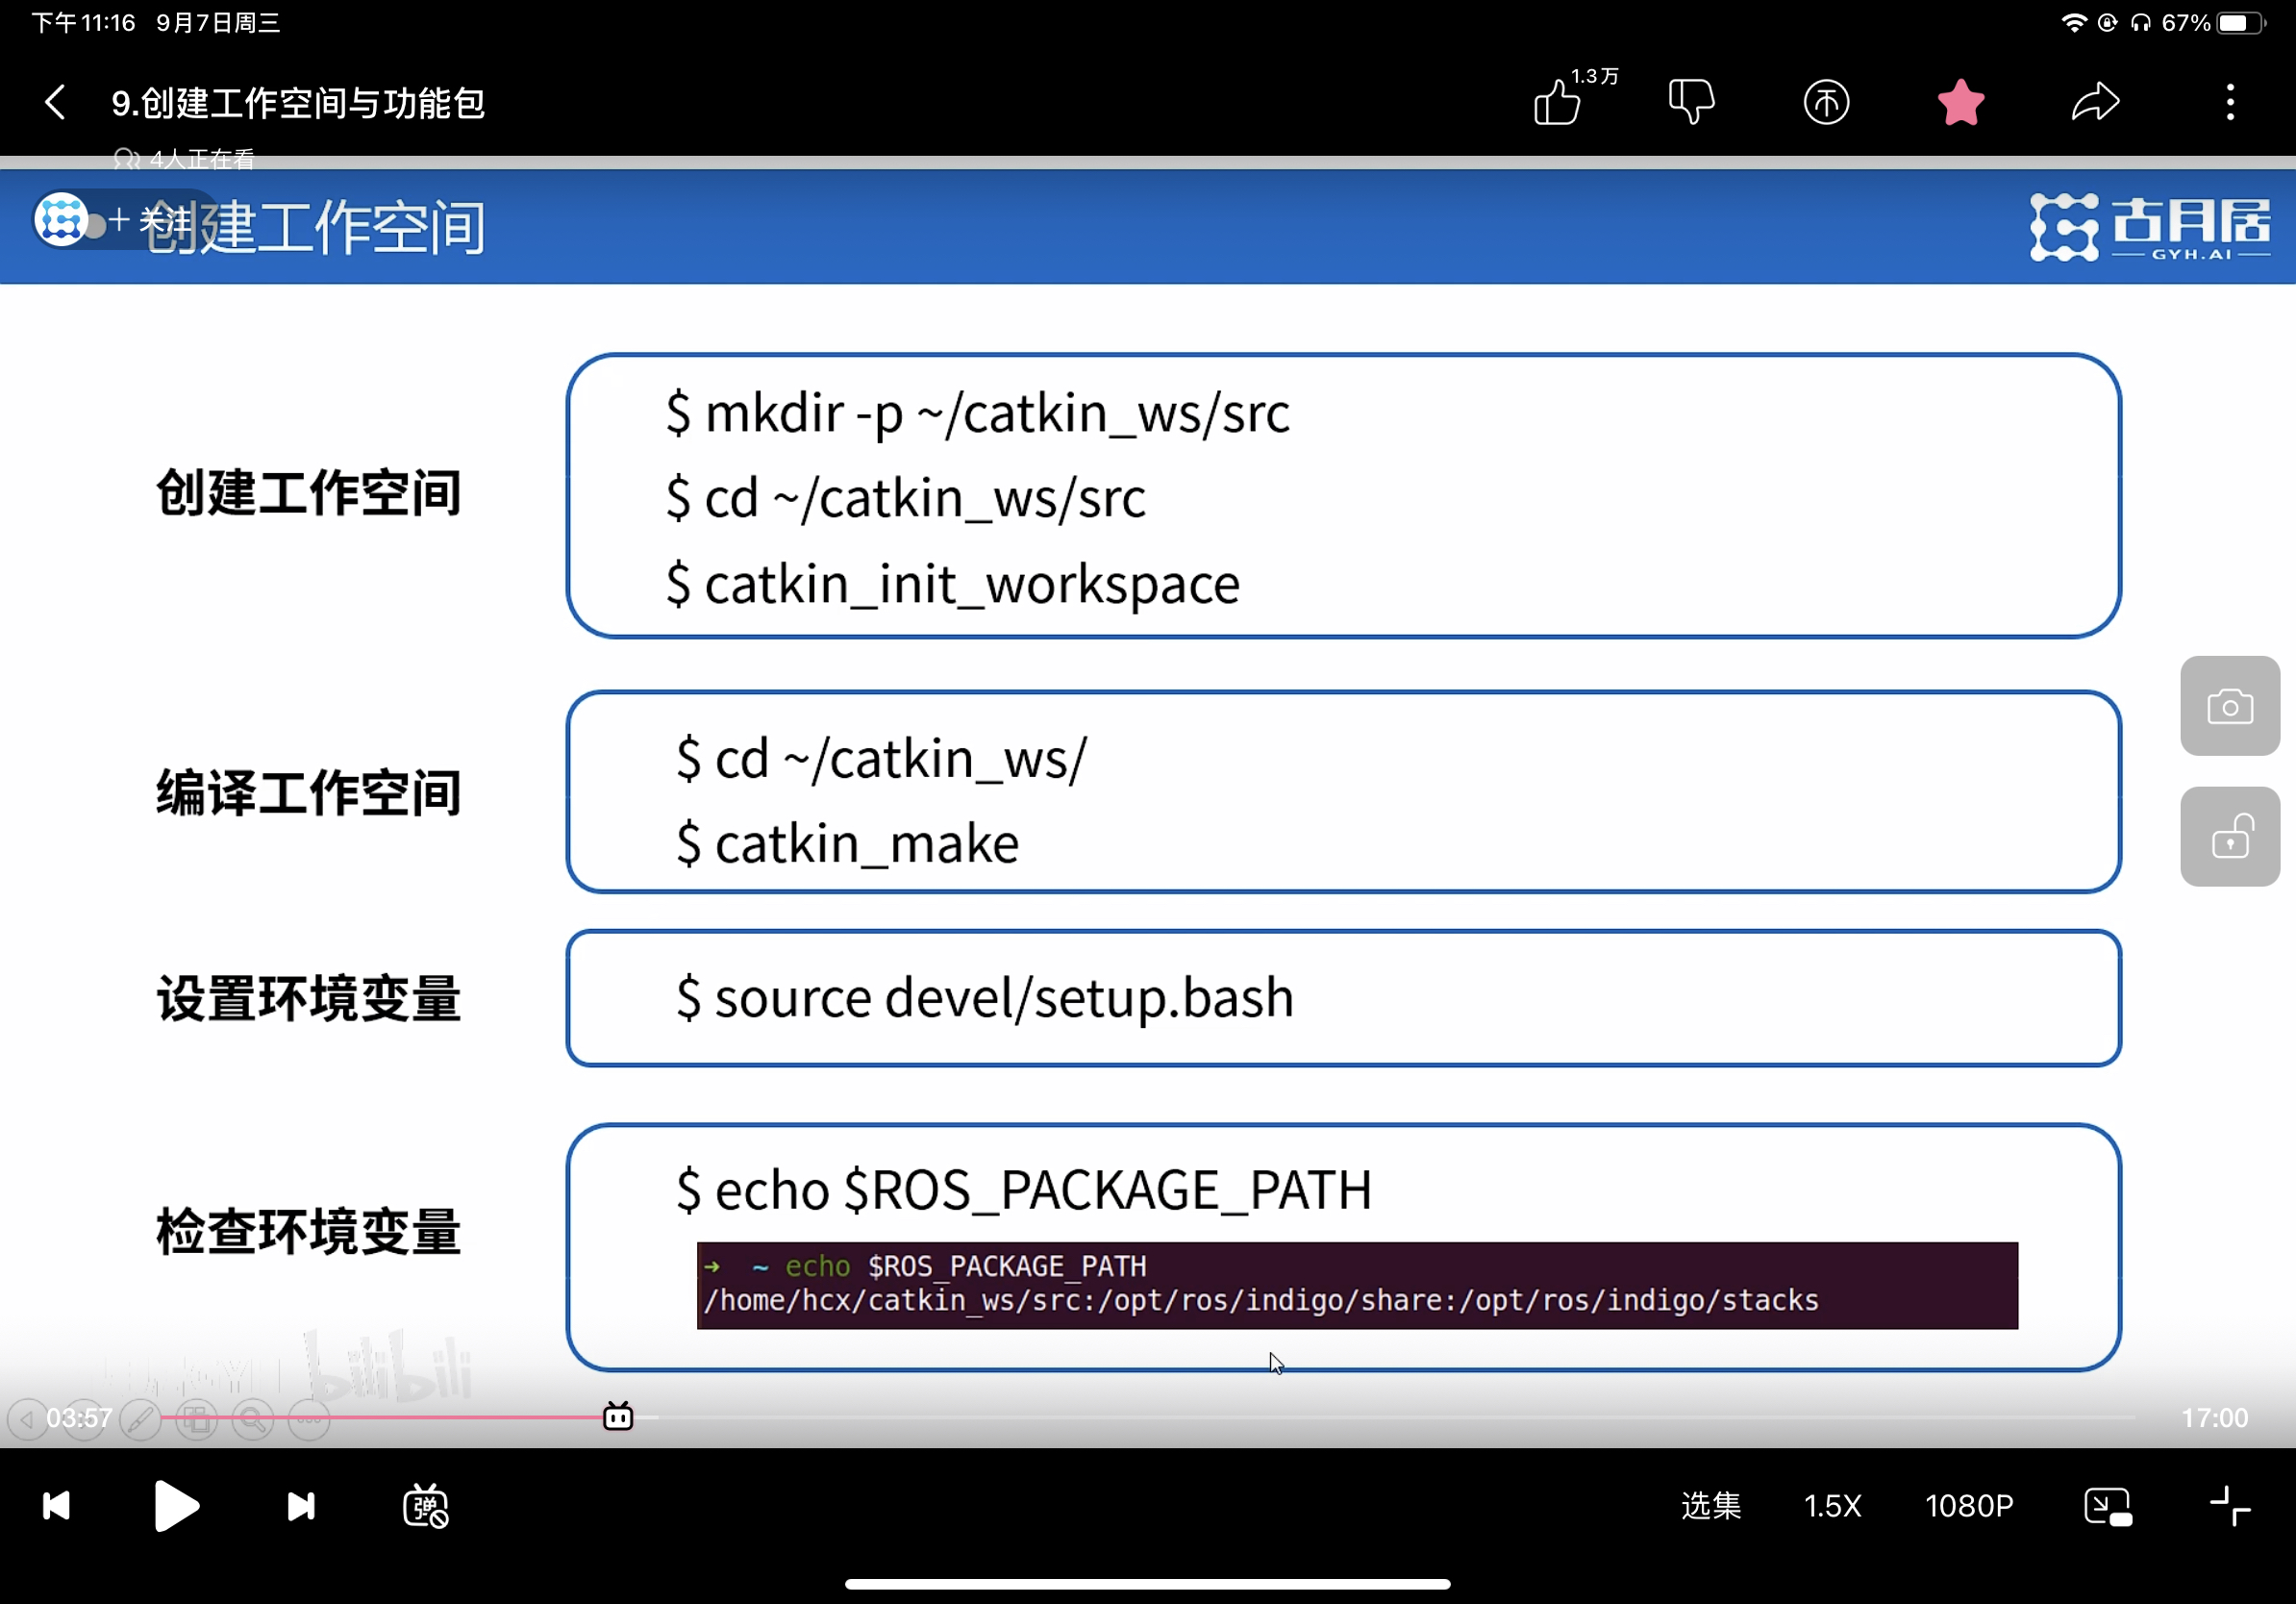 下午11:16 9月7日周三
67%
9.创建工作空间与功能包
1.3万
4人正在看
+ 关注
创建工作空间
古月居
GYH.AI
创建工作空间
$ mkdir -p ~/catkin_ws/src
$ cd ~/catkin_ws/src
$ catkin_init_workspace
编译工作空间
$ cd ~/catkin_ws/
$ catkin_make
设置环境变量
$ source devel/setup.bash
检查环境变量
$ echo $ROS_PACKAGE_PATH
➜ ~ echo $ROS_PACKAGE_PATH
/home/hcx/catkin_ws/src:/opt/ros/indigo/share:/opt/ros/indigo/stacks
bilibili
03:57
17:00
弹
选集
1.5X
1080P